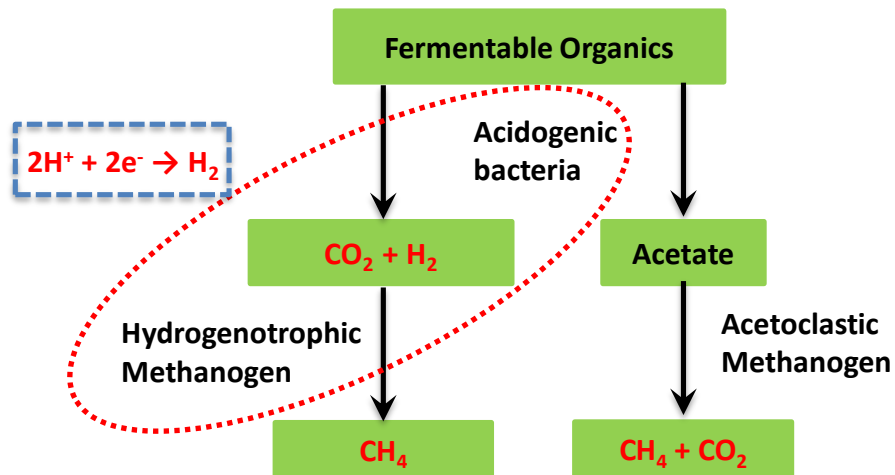 Fermentable Organics
Acidogenic
bacteria
2H⁺ + 2e⁻ → H₂
CO₂ + H₂
Acetate
Hydrogenotrophic
Methanogen
Acetoclastic
Methanogen
CH₄
CH₄ + CO₂